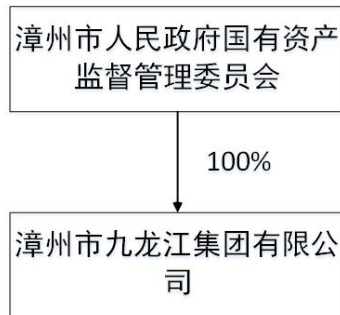 漳州市人民政府国有资产
监督管理委员会
100%
漳州市九龙江集团有限公
司